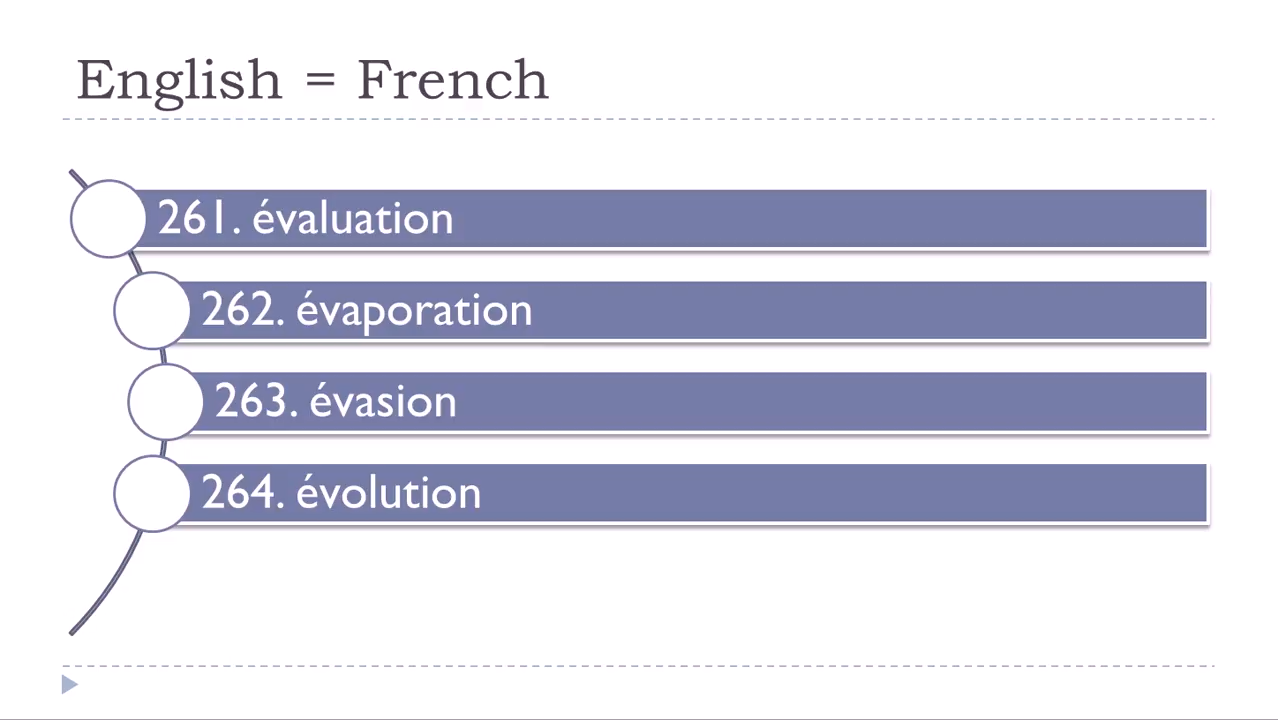 English = French
261. évaluation
262. évaporation
263. évasion
264. évolution